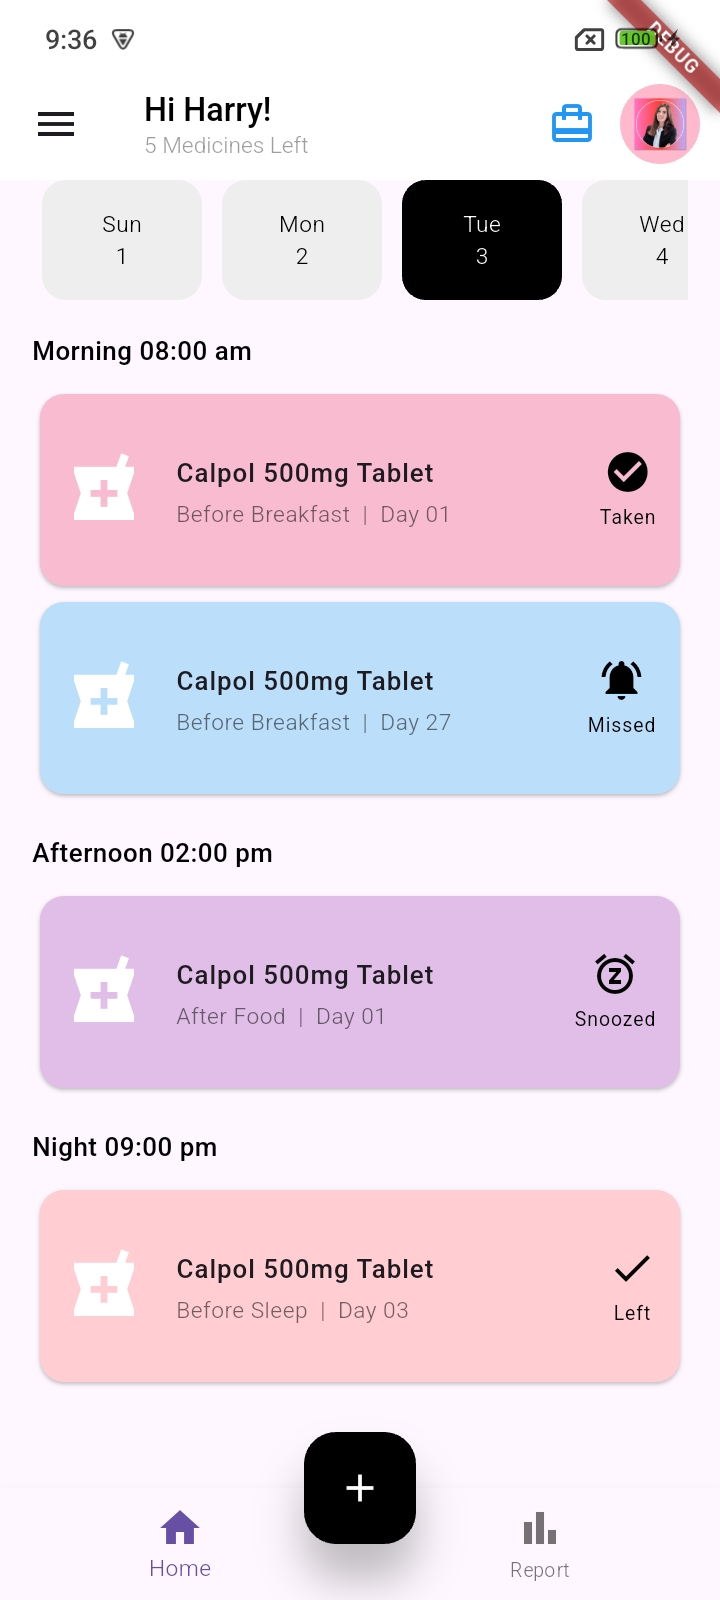 9:36
100
DEBUG
Hi Harry!
5 Medicines Left
Sun
1
Mon
2
Tue
3
Wed
4
Morning 08:00 am
Calpol 500mg Tablet
Before Breakfast | Day 01
Taken
Calpol 500mg Tablet
Before Breakfast | Day 27
Missed
Afternoon 02:00 pm
Calpol 500mg Tablet
After Food | Day 01
Snoozed
Night 09:00 pm
Calpol 500mg Tablet
Before Sleep | Day 03
Left
Home
Report